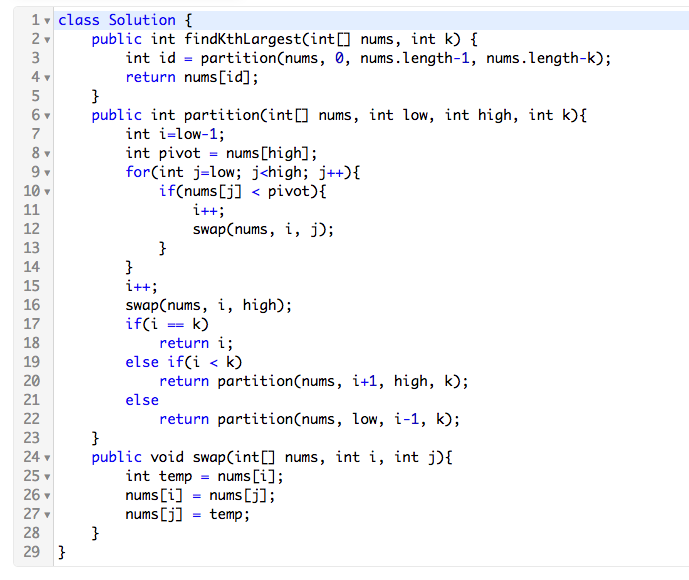 1 class Solution {
2     public int findKthLargest(int[] nums, int k) {
3         int id = partition(nums, 0, nums.length-1, nums.length-k);
4         return nums[id];
5     }
6     public int partition(int[] nums, int low, int high, int k){
7         int i=low-1;
8         int pivot = nums[high];
9         for(int j=low; j<high; j++){
10             if(nums[j] < pivot){
11                 i++;
12                 swap(nums, i, j);
13             }
14         }
15         i++;
16         swap(nums, i, high);
17         if(i == k)
18             return i;
19         else if(i < k)
20             return partition(nums, i+1, high, k);
21         else
22             return partition(nums, low, i-1, k);
23     }
24     public void swap(int[] nums, int i, int j){
25         int temp = nums[i];
26         nums[i] = nums[j];
27         nums[j] = temp;
28     }
29 }